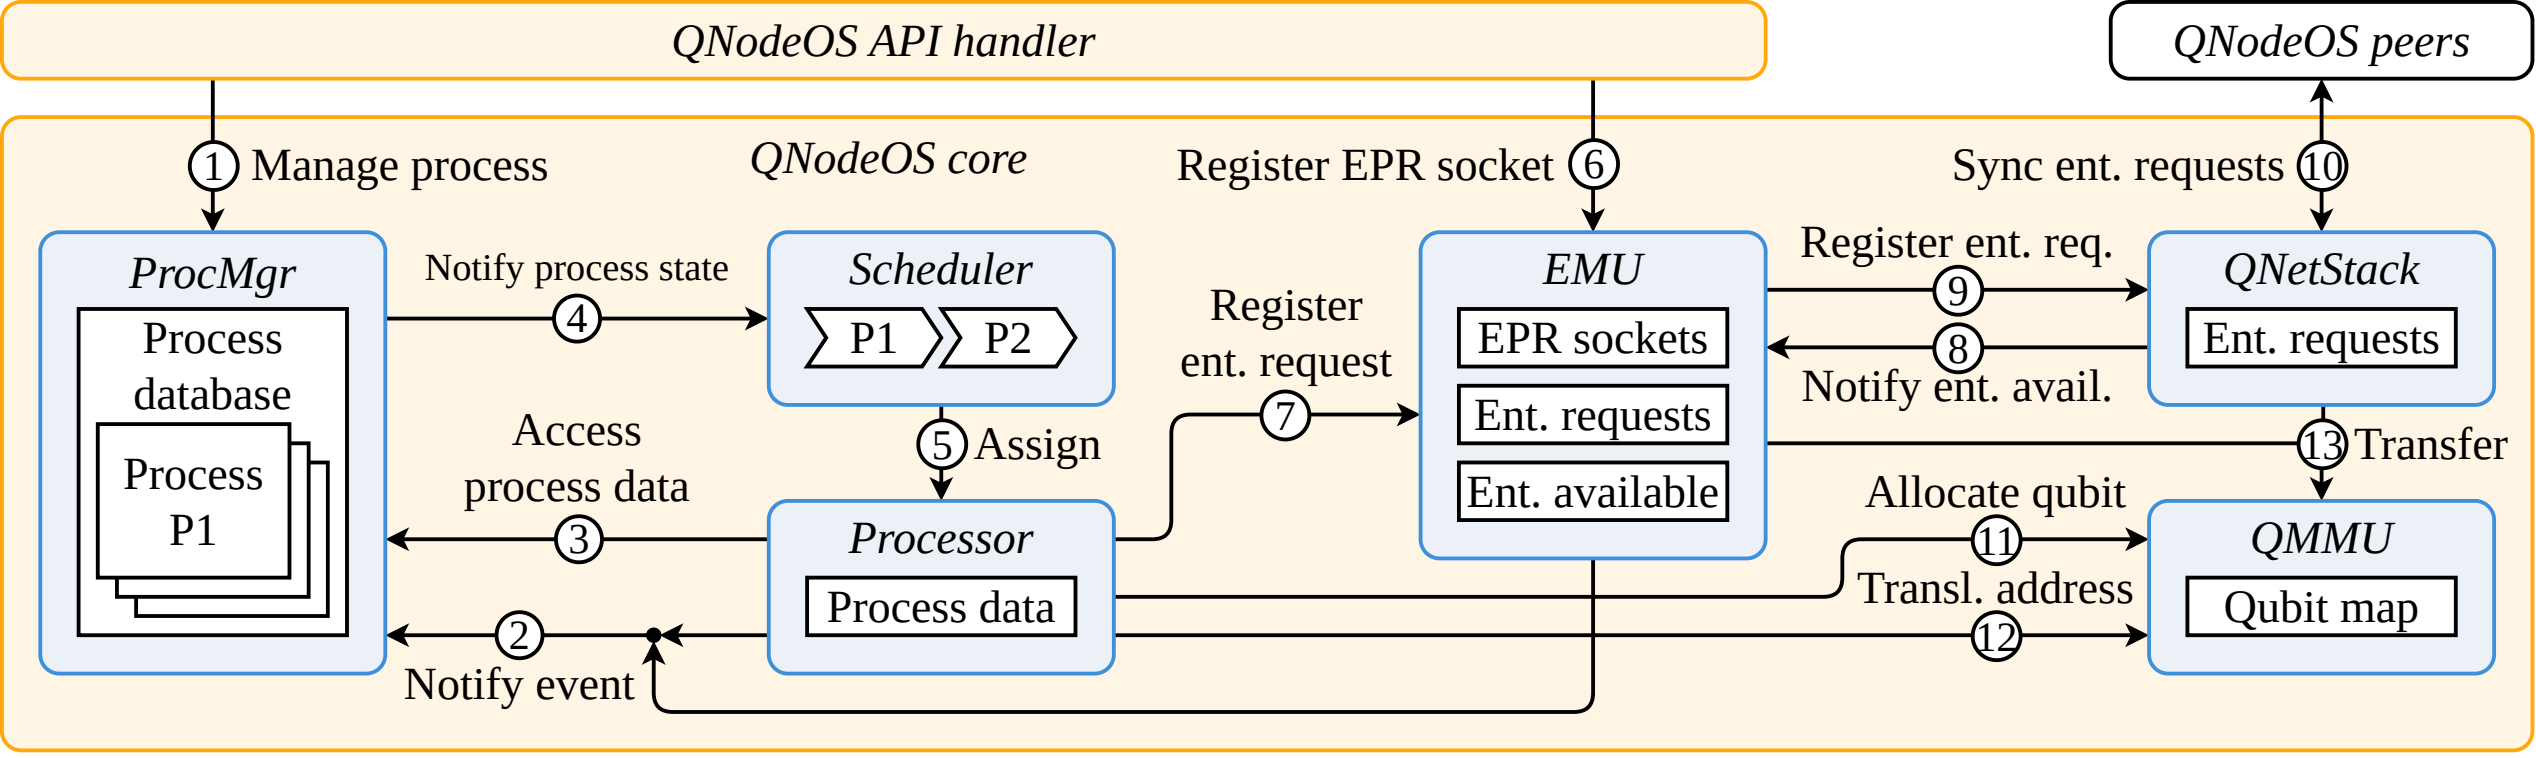 QNodeOS API handler
QNodeOS peers
QNodeOS core
1 Manage process
Register EPR socket 6
Sync ent. requests 10
ProcMgr
Process
database
Process
P1
Notify process state
4
Scheduler
P1 P2
5 Assign
Access
process data
3
2
Notify event
Processor
Process data
Register
ent. request
7
EMU
EPR sockets
Ent. requests
Ent. available
Register ent. req.
9
8
Notify ent. avail.
QNetStack
Ent. requests
13 Transfer
Allocate qubit
11
Transl. address
12
QMMU
Qubit map